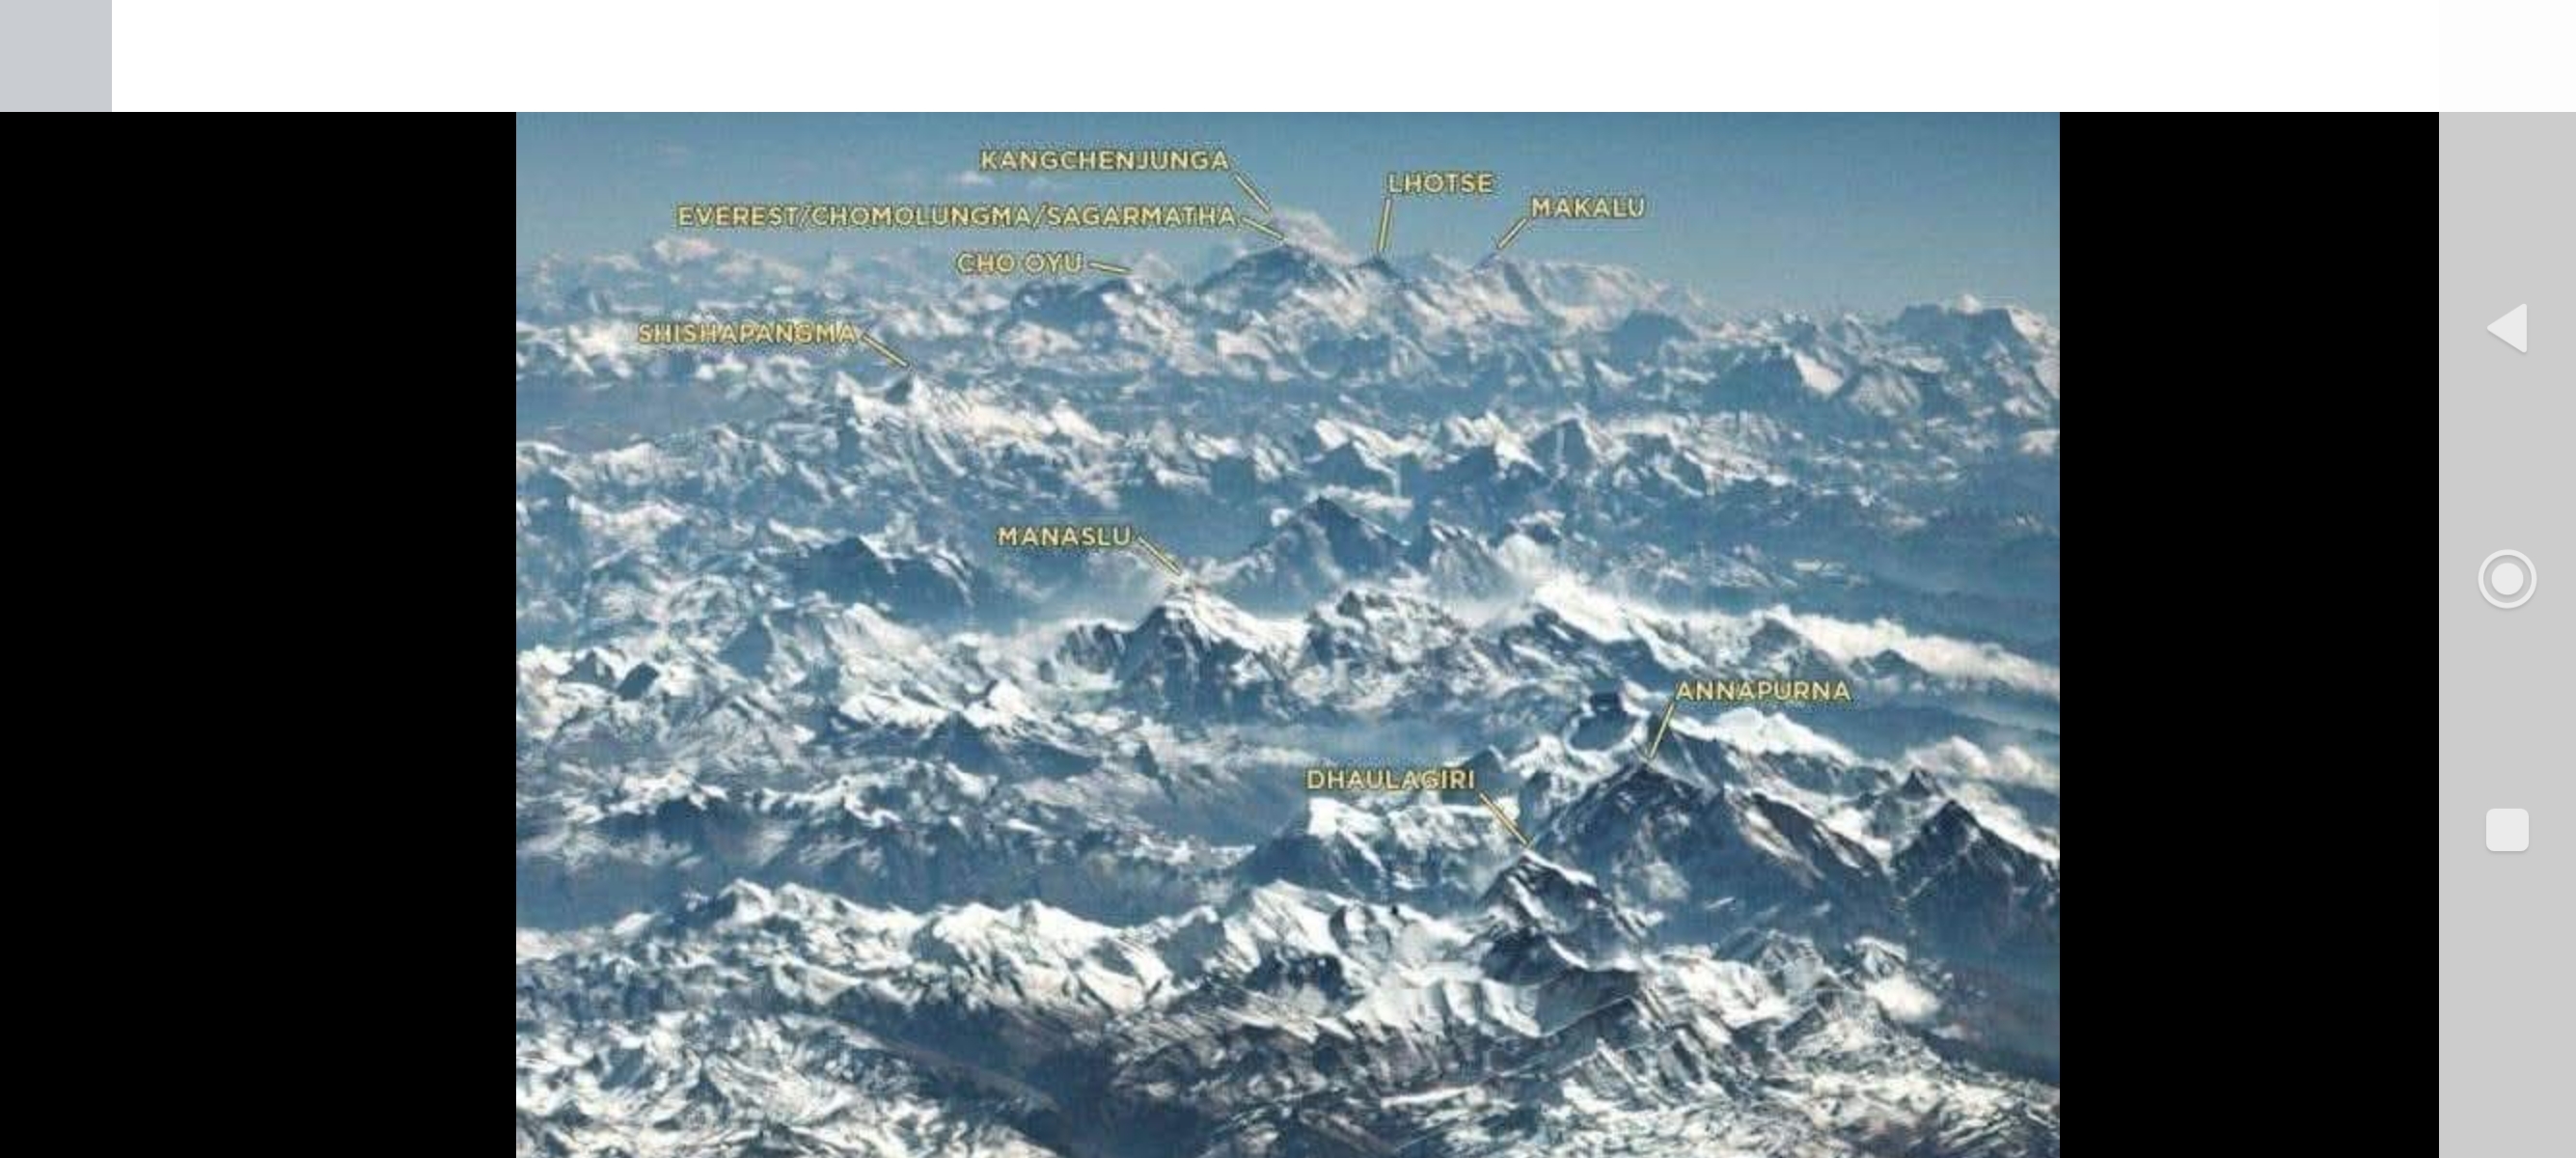 KANGCHENJUNGA
LHOTSE
MAKALU
EVEREST/CHOMOLUNGMA/SAGARMATHA
CHO OYU
SHISHAPANGMA
MANASLU
ANNAPURNA
DHAULAGIRI